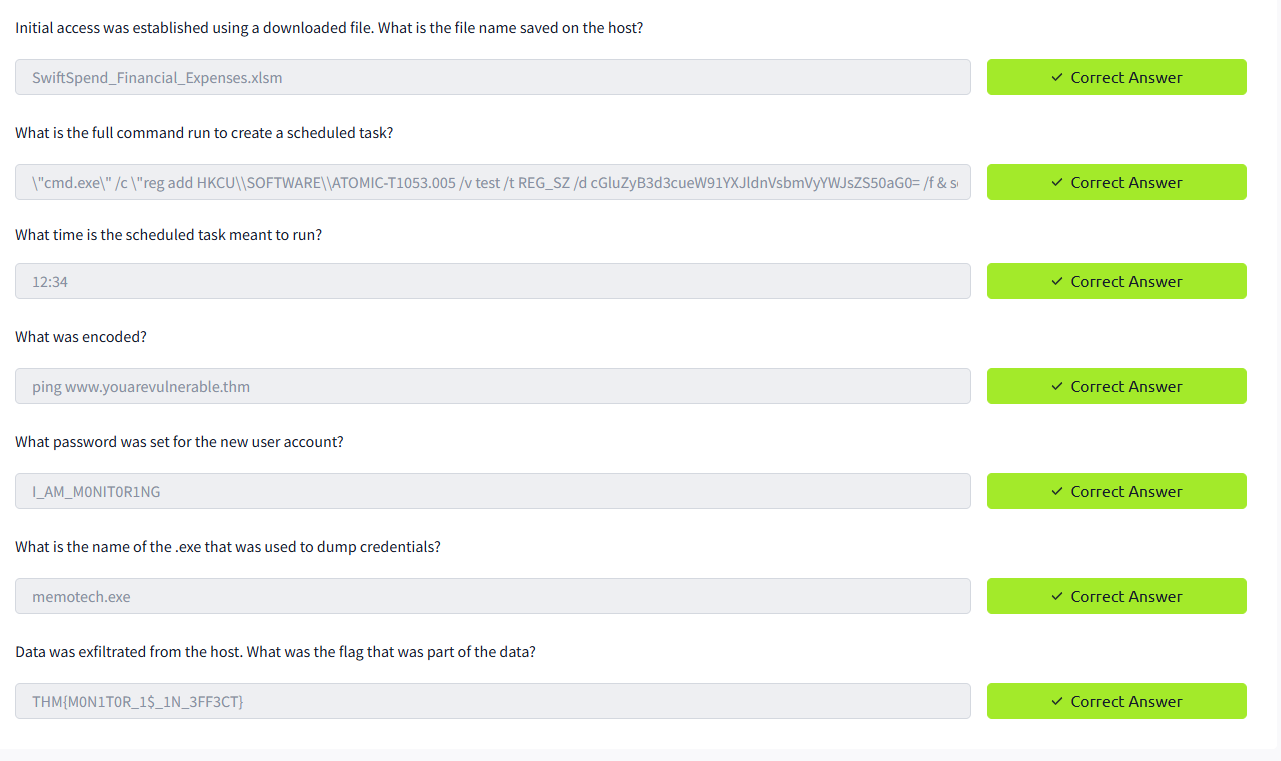 Initial access was established using a downloaded file. What is the file name saved on the host?
SwiftSpend_Financial_Expenses.xlsm
✓ Correct Answer
What is the full command run to create a scheduled task?
\"cmd.exe\" /c \"reg add HKCU\\SOFTWARE\\ATOMIC-T1053.005 /v test /t REG_SZ /d cGluZyB3d3cueW91YXJldnVsbmVyYWJsZS50aG0= /f & s
✓ Correct Answer
What time is the scheduled task meant to run?
12:34
✓ Correct Answer
What was encoded?
ping www.youarevulnerable.thm
✓ Correct Answer
What password was set for the new user account?
I_AM_M0NIT0R1NG
✓ Correct Answer
What is the name of the .exe that was used to dump credentials?
memotech.exe
✓ Correct Answer
Data was exfiltrated from the host. What was the flag that was part of the data?
THM{M0N1T0R_1$_1N_3FF3CT}
✓ Correct Answer